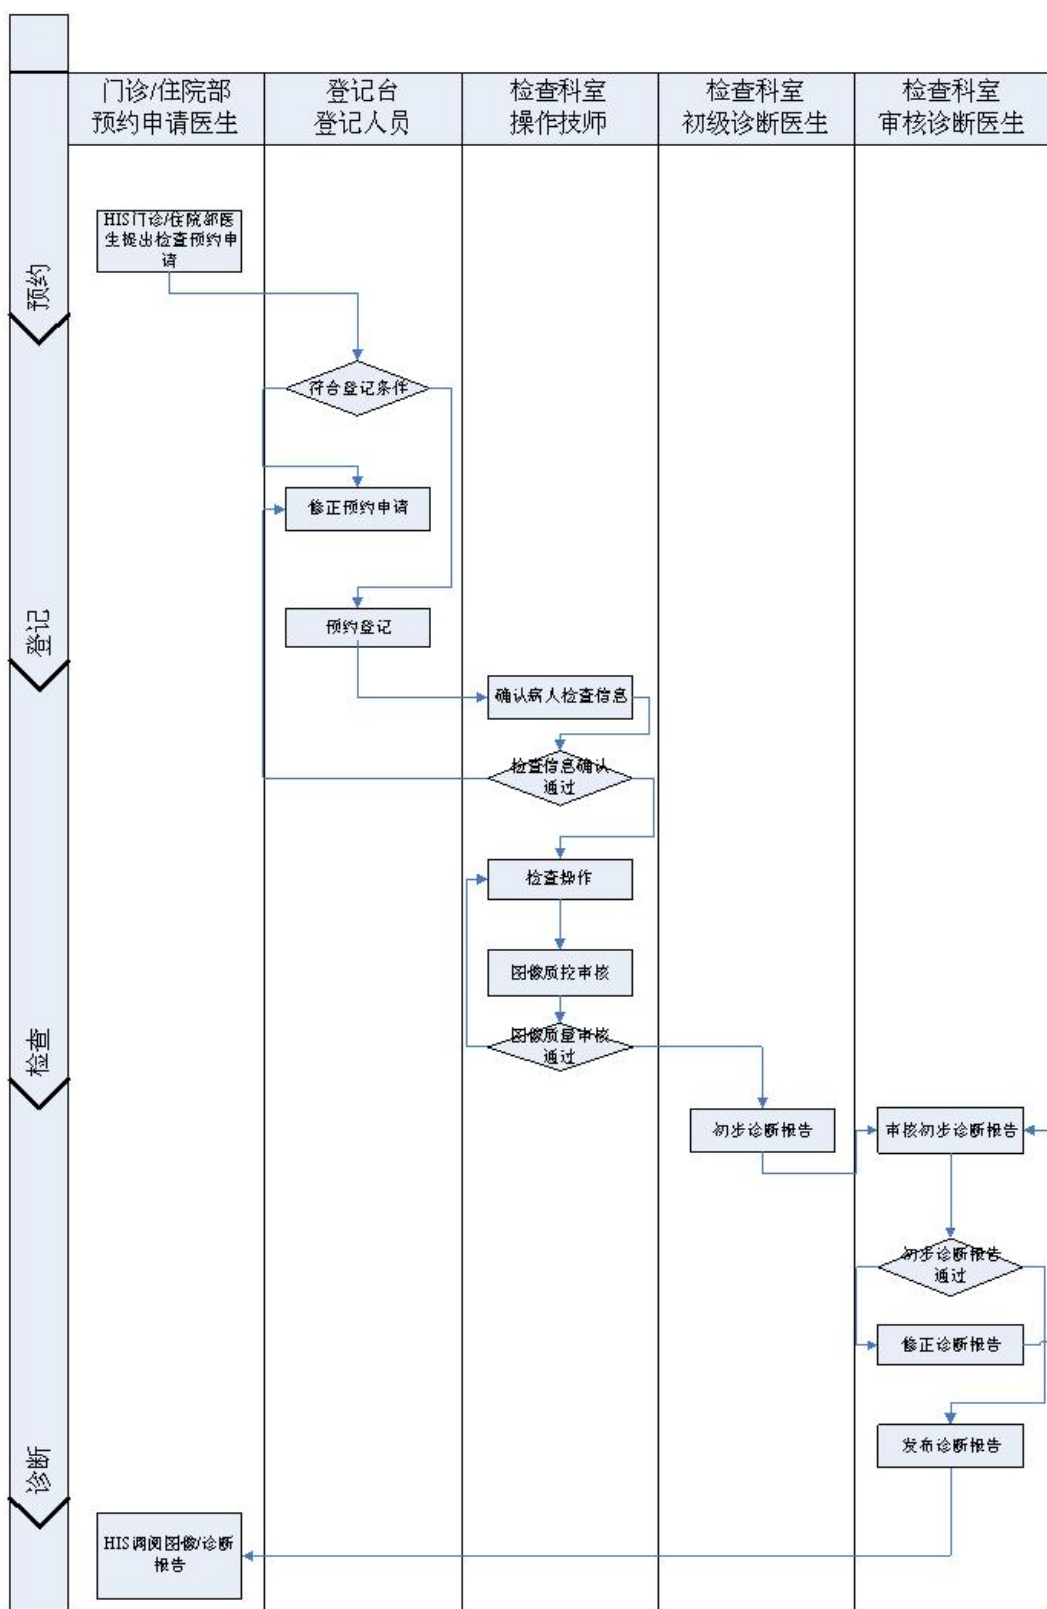 门诊/住院部
预约申请医生
登记台
登记人员
检查科室
操作技师
检查科室
初级诊断医生
检查科室
审核诊断医生
预约
HIS门诊/住院部医
生提出检查预约申
请
符合登记条件
修正预约申请
登记
预约登记
确认病人检查信息
检查信息确认
通过
检查操作
图像质控审核
检查
图像质量审核
通过
初步诊断报告
审核初步诊断报告
初步诊断报告
通过
修正诊断报告
发布诊断报告
诊断
HIS调阅图像/诊断
报告